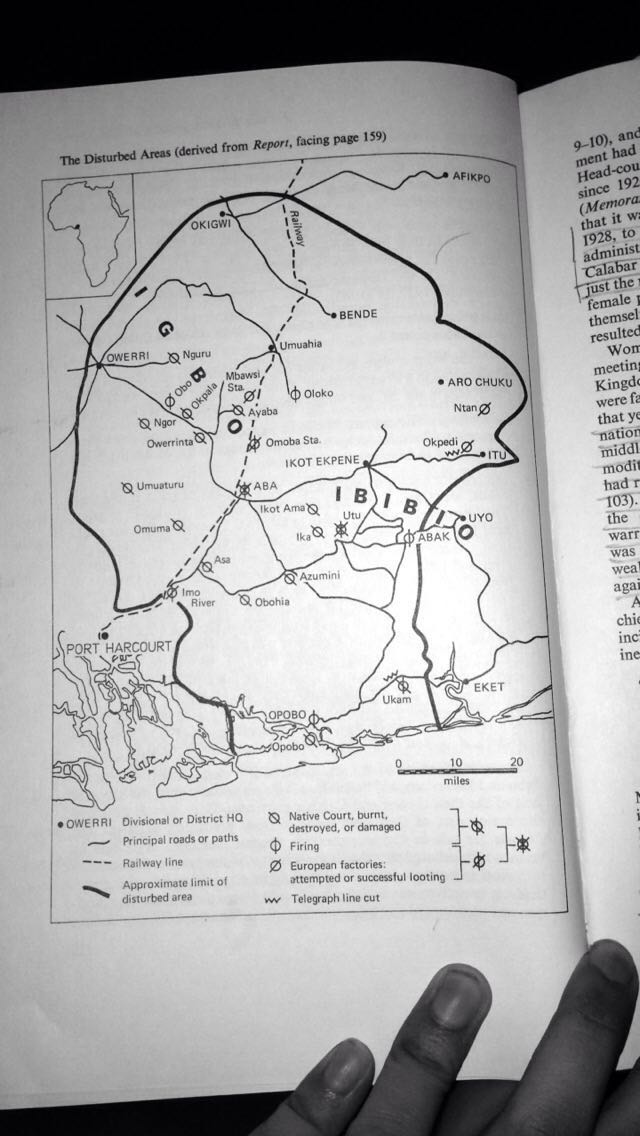 The Disturbed Areas (derived from Report, facing page 159)
AFIKPO
OKIGWI
Railway
BENDE
IGBO
Umuahia
OWERRI
Nguru
Mbawsi
Sta.
Obo
Okpala
Oloko
ARO CHUKU
Ayaba
Ntan
Ngor
Owerrinta
Omoba Sta.
Okpedi
ITU
IKOT EKPENE
Umuaturu
ABA
IBIBIO
Ikot Ama
Utu
UYO
Omuma
Ika
ABAK
Asa
Azumini
Imo
River
Obohia
PORT HARCOURT
EKET
Ukam
OPOBO
Opobo
0 10 20
miles
OWERRI Divisional or District HQ
Principal roads or paths
Railway line
Approximate limit of
disturbed area
Native Court, burnt,
destroyed, or damaged
Firing
European factories:
attempted or successful looting
Telegraph line cut
9–10), and
ment had
Head-cou
since 192
(Memora
that it wa
1928, to
administ
Calabar
just the
female p
themsel
resulted
Wom
meeting
Kingd
were fa
that ye
nation
middl
modit
had r
103).
the
warr
was
weal
agai
A
chie
inci
ine